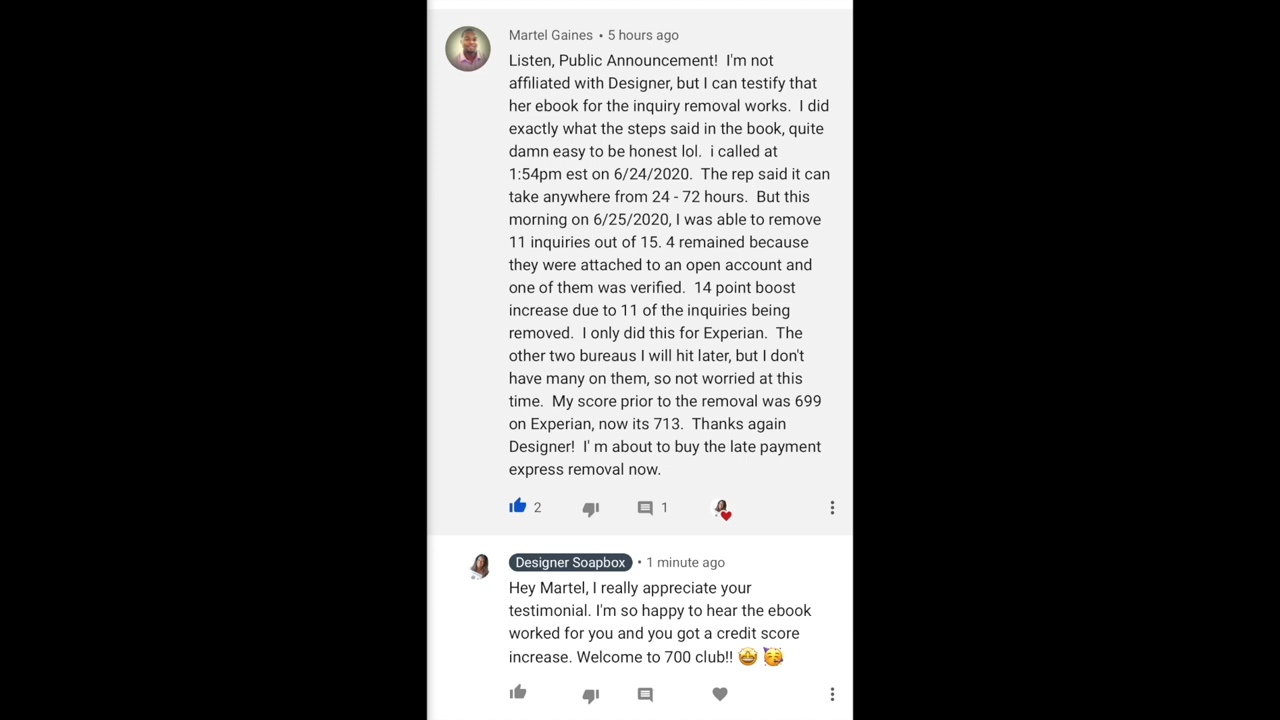 Martel Gaines • 5 hours ago
Listen, Public Announcement! I'm not
affiliated with Designer, but I can testify that
her ebook for the inquiry removal works. I did
exactly what the steps said in the book, quite
damn easy to be honest lol. i called at
1:54pm est on 6/24/2020. The rep said it can
take anywhere from 24 - 72 hours. But this
morning on 6/25/2020, I was able to remove
11 inquiries out of 15. 4 remained because
they were attached to an open account and
one of them was verified. 14 point boost
increase due to 11 of the inquiries being
removed. I only did this for Experian. The
other two bureaus I will hit later, but I don't
have many on them, so not worried at this
time. My score prior to the removal was 699
on Experian, now its 713. Thanks again
Designer! I' m about to buy the late payment
express removal now.
2 1
Designer Soapbox • 1 minute ago
Hey Martel, I really appreciate your
testimonial. I'm so happy to hear the ebook
worked for you and you got a credit score
increase. Welcome to 700 club!! 🤩 🥳